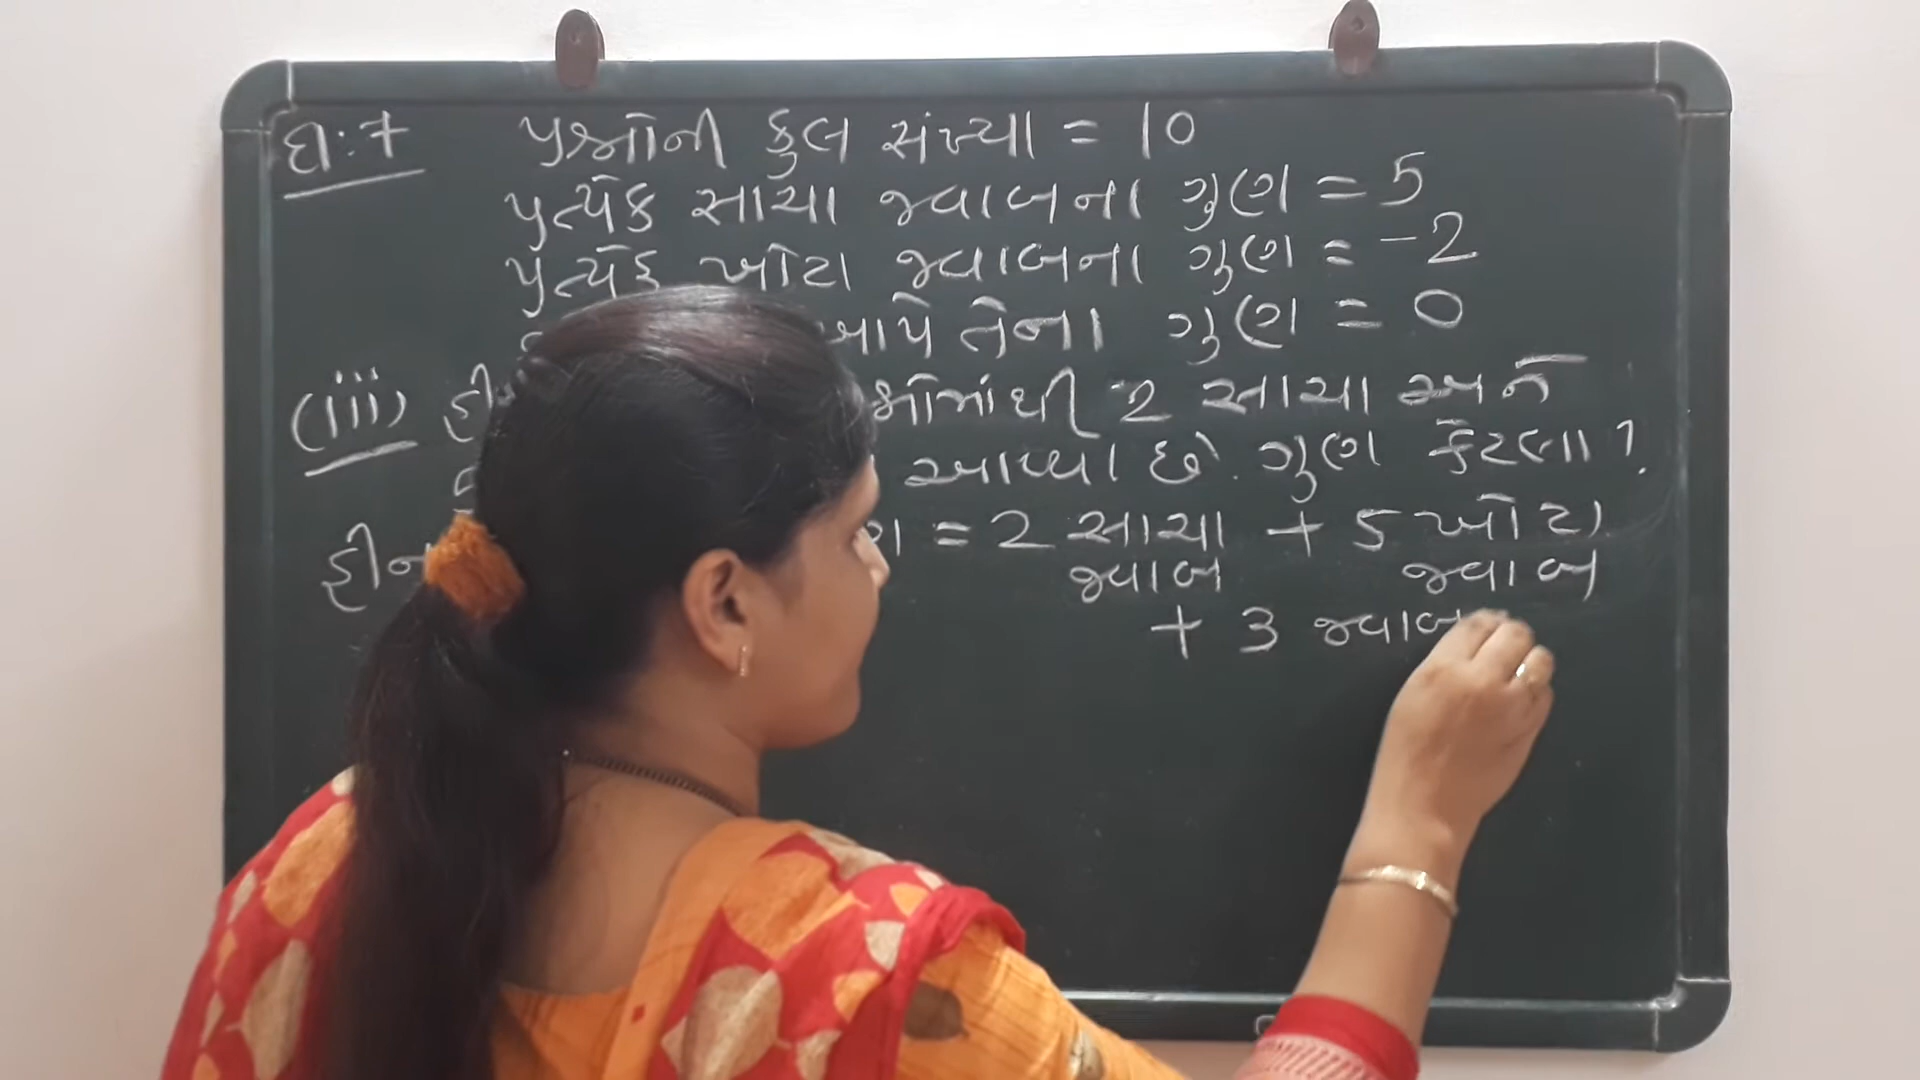 દા:7 પ્રશ્નોની કુલ સંખ્યા = 10
પ્રત્યેક સાચા જવાબના ગુણ = 5
પ્રત્યેક ખોટા જવાબના ગુણ = -2
આપે તેના ગુણ = 0
(iii) 2 સાચા અને
આપ્યા છે. ગુણ કેટલા?
= 2 સાચા + 5 ખોટા
જવાબ જવાબ
+ 3 જવાબ